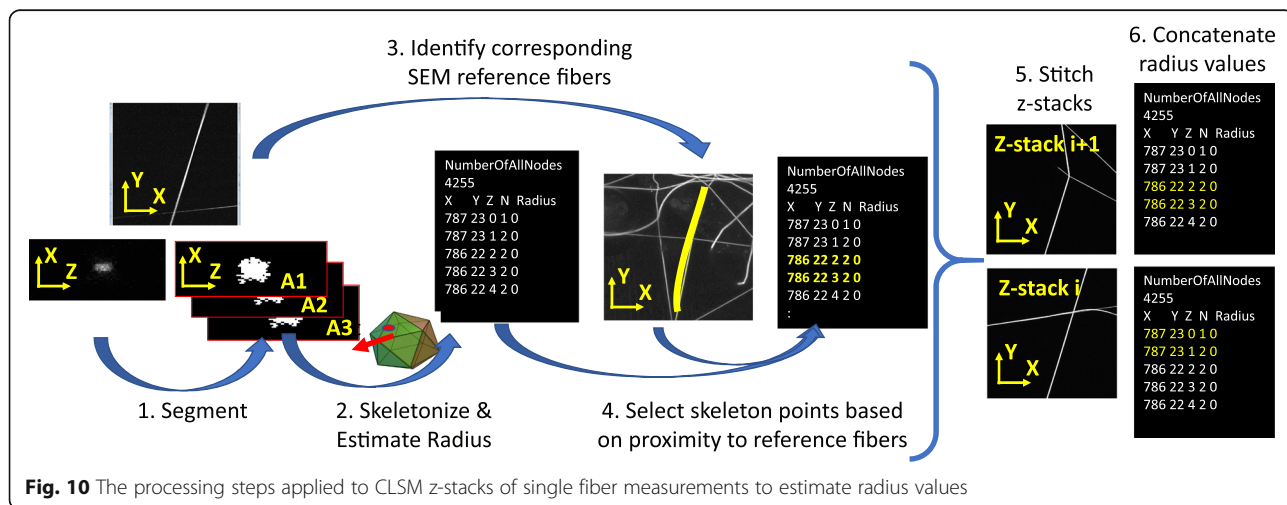 3. Identify corresponding
SEM reference fibers
Y
X
X
Z
X
Z
A1
A2
A3
1. Segment
2. Skeletonize &
Estimate Radius
NumberOfAllNodes
4255
X Y Z N Radius
787 23 0 1 0
787 23 1 2 0
786 22 2 2 0
786 22 3 2 0
786 22 4 2 0
Y
X
4. Select skeleton points based
on proximity to reference fibers
NumberOfAllNodes
4255
X Y Z N Radius
787 23 0 1 0
787 23 1 2 0
786 22 2 2 0
786 22 3 2 0
786 22 4 2 0
:
5. Stitch
z-stacks
Z-stack i+1
Y
X
Z-stack i
Y
X
6. Concatenate
radius values
NumberOfAllNodes
4255
X Y Z N Radius
787 23 0 1 0
787 23 1 2 0
786 22 2 2 0
786 22 3 2 0
786 22 4 2 0
NumberOfAllNodes
4255
X Y Z N Radius
787 23 0 1 0
787 23 1 2 0
786 22 2 2 0
786 22 3 2 0
786 22 4 2 0
Fig. 10 The processing steps applied to CLSM z-stacks of single fiber measurements to estimate radius values